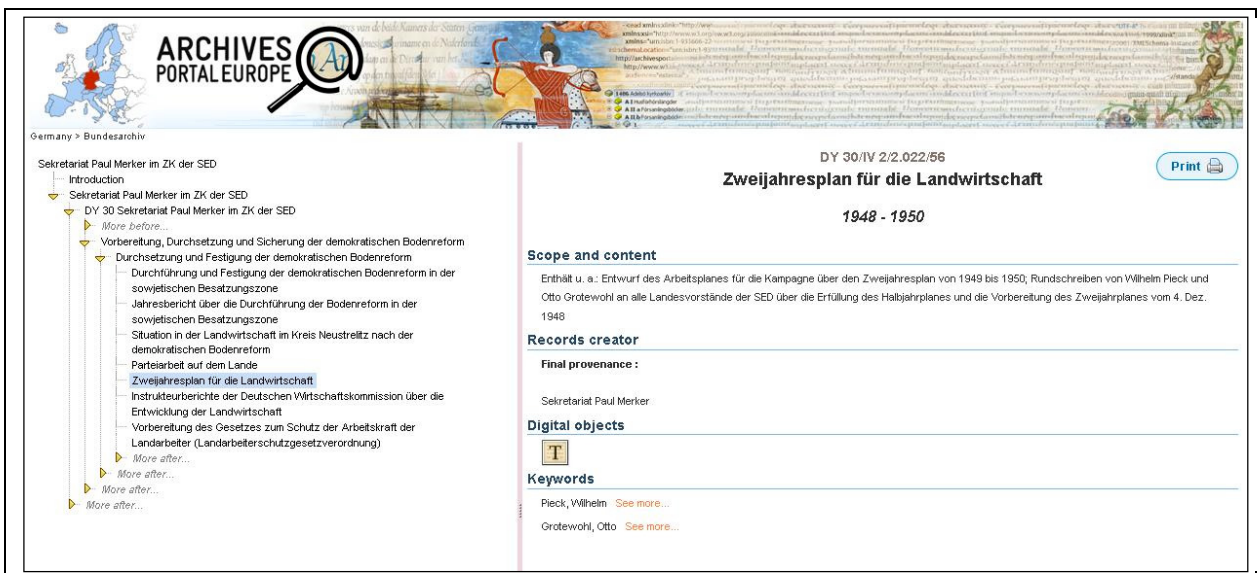 ARCHIVES
PORTAL EUROPE
Germany > Bundesarchiv
Sekretariat Paul Merker im ZK der SED
Introduction
Sekretariat Paul Merker im ZK der SED
DY 30 Sekretariat Paul Merker im ZK der SED
More before...
Vorbereitung, Durchsetzung und Sicherung der demokratischen Bodenreform
Durchsetzung und Festigung der demokratischen Bodenreform
Durchführung und Festigung der demokratischen Bodenreform in der
sowjetischen Besatzungszone
Jahresbericht über die Durchführung der Bodenreform in der
sowjetischen Besatzungszone
Situation in der Landwirtschaft im Kreis Neustrelitz nach der
demokratischen Bodenreform
Parteiarbeit auf dem Lande
Zweijahresplan für die Landwirtschaft
Instrukteurberichte der Deutschen Wirtschaftskommission über die
Entwicklung der Landwirtschaft
Vorbereitung des Gesetzes zum Schutz der Arbeitskraft der
Landarbeiter (Landarbeiterschutzgesetzverordnung)
More after...
More after...
More after...
More after...
DY 30/IV 2/2.022/56
Zweijahresplan für die Landwirtschaft
Print
1948 - 1950
Scope and content
Enthält u. a.: Entwurf des Arbeitsplanes für die Kampagne über den Zweijahresplan von 1949 bis 1950; Rundschreiben von Wilhelm Pieck und
Otto Grotewohl an alle Landesvorstände der SED über die Erfüllung des Halbjahrplanes und die Vorbereitung des Zweijahrplanes vom 4. Dez.
1948
Records creator
Final provenance :
Sekretariat Paul Merker
Digital objects
T
Keywords
Pieck, Wilhelm See more...
Grotewohl, Otto See more...